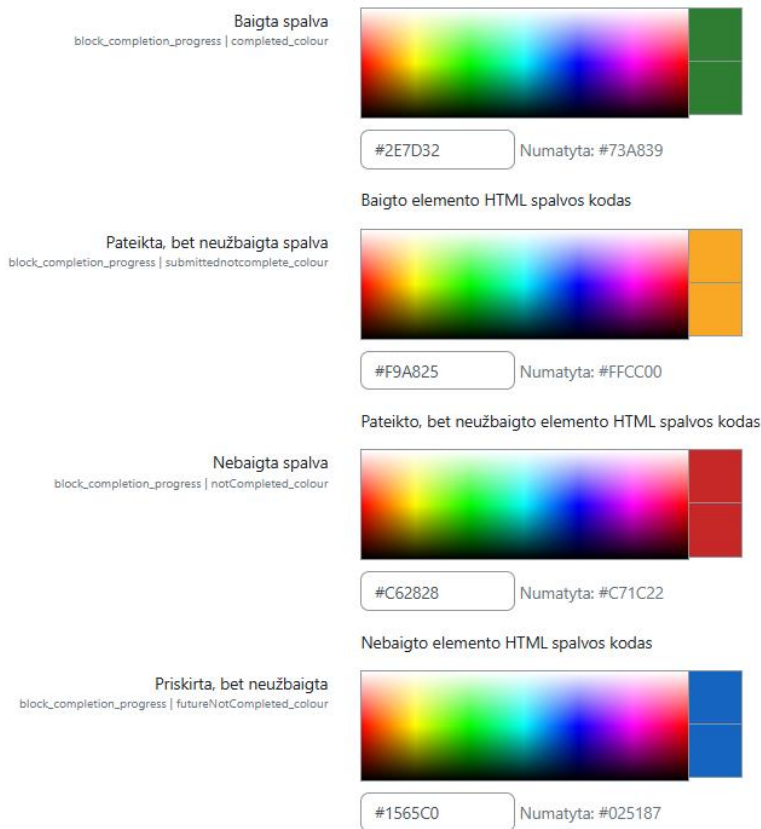 Baigta spalva
block_completion_progress | completed_colour
#2E7D32 Numatyta: #73A839
Baigto elemento HTML spalvos kodas
Pateikta, bet neužbaigta spalva
block_completion_progress | submittednotcomplete_colour
#F9A825 Numatyta: #FFCC00
Pateikto, bet neužbaigto elemento HTML spalvos kodas
Nebaigta spalva
block_completion_progress | notCompleted_colour
#C62828 Numatyta: #C71C22
Nebaigto elemento HTML spalvos kodas
Priskirta, bet neužbaigta
block_completion_progress | futureNotCompleted_colour
#1565C0 Numatyta: #025187